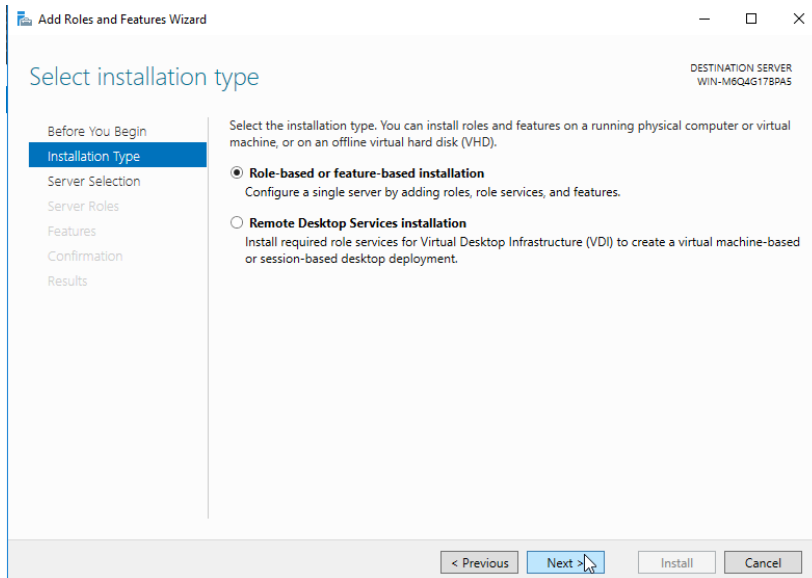 Add Roles and Features Wizard
Select installation type
DESTINATION SERVER
WIN-M6Q4G17BPA5
Before You Begin
Installation Type
Server Selection
Server Roles
Features
Confirmation
Results
Select the installation type. You can install roles and features on a running physical computer or virtual
machine, or on an offline virtual hard disk (VHD).
Role-based or feature-based installation
Configure a single server by adding roles, role services, and features.
Remote Desktop Services installation
Install required role services for Virtual Desktop Infrastructure (VDI) to create a virtual machine-based
or session-based desktop deployment.
< Previous
Next >
Install
Cancel